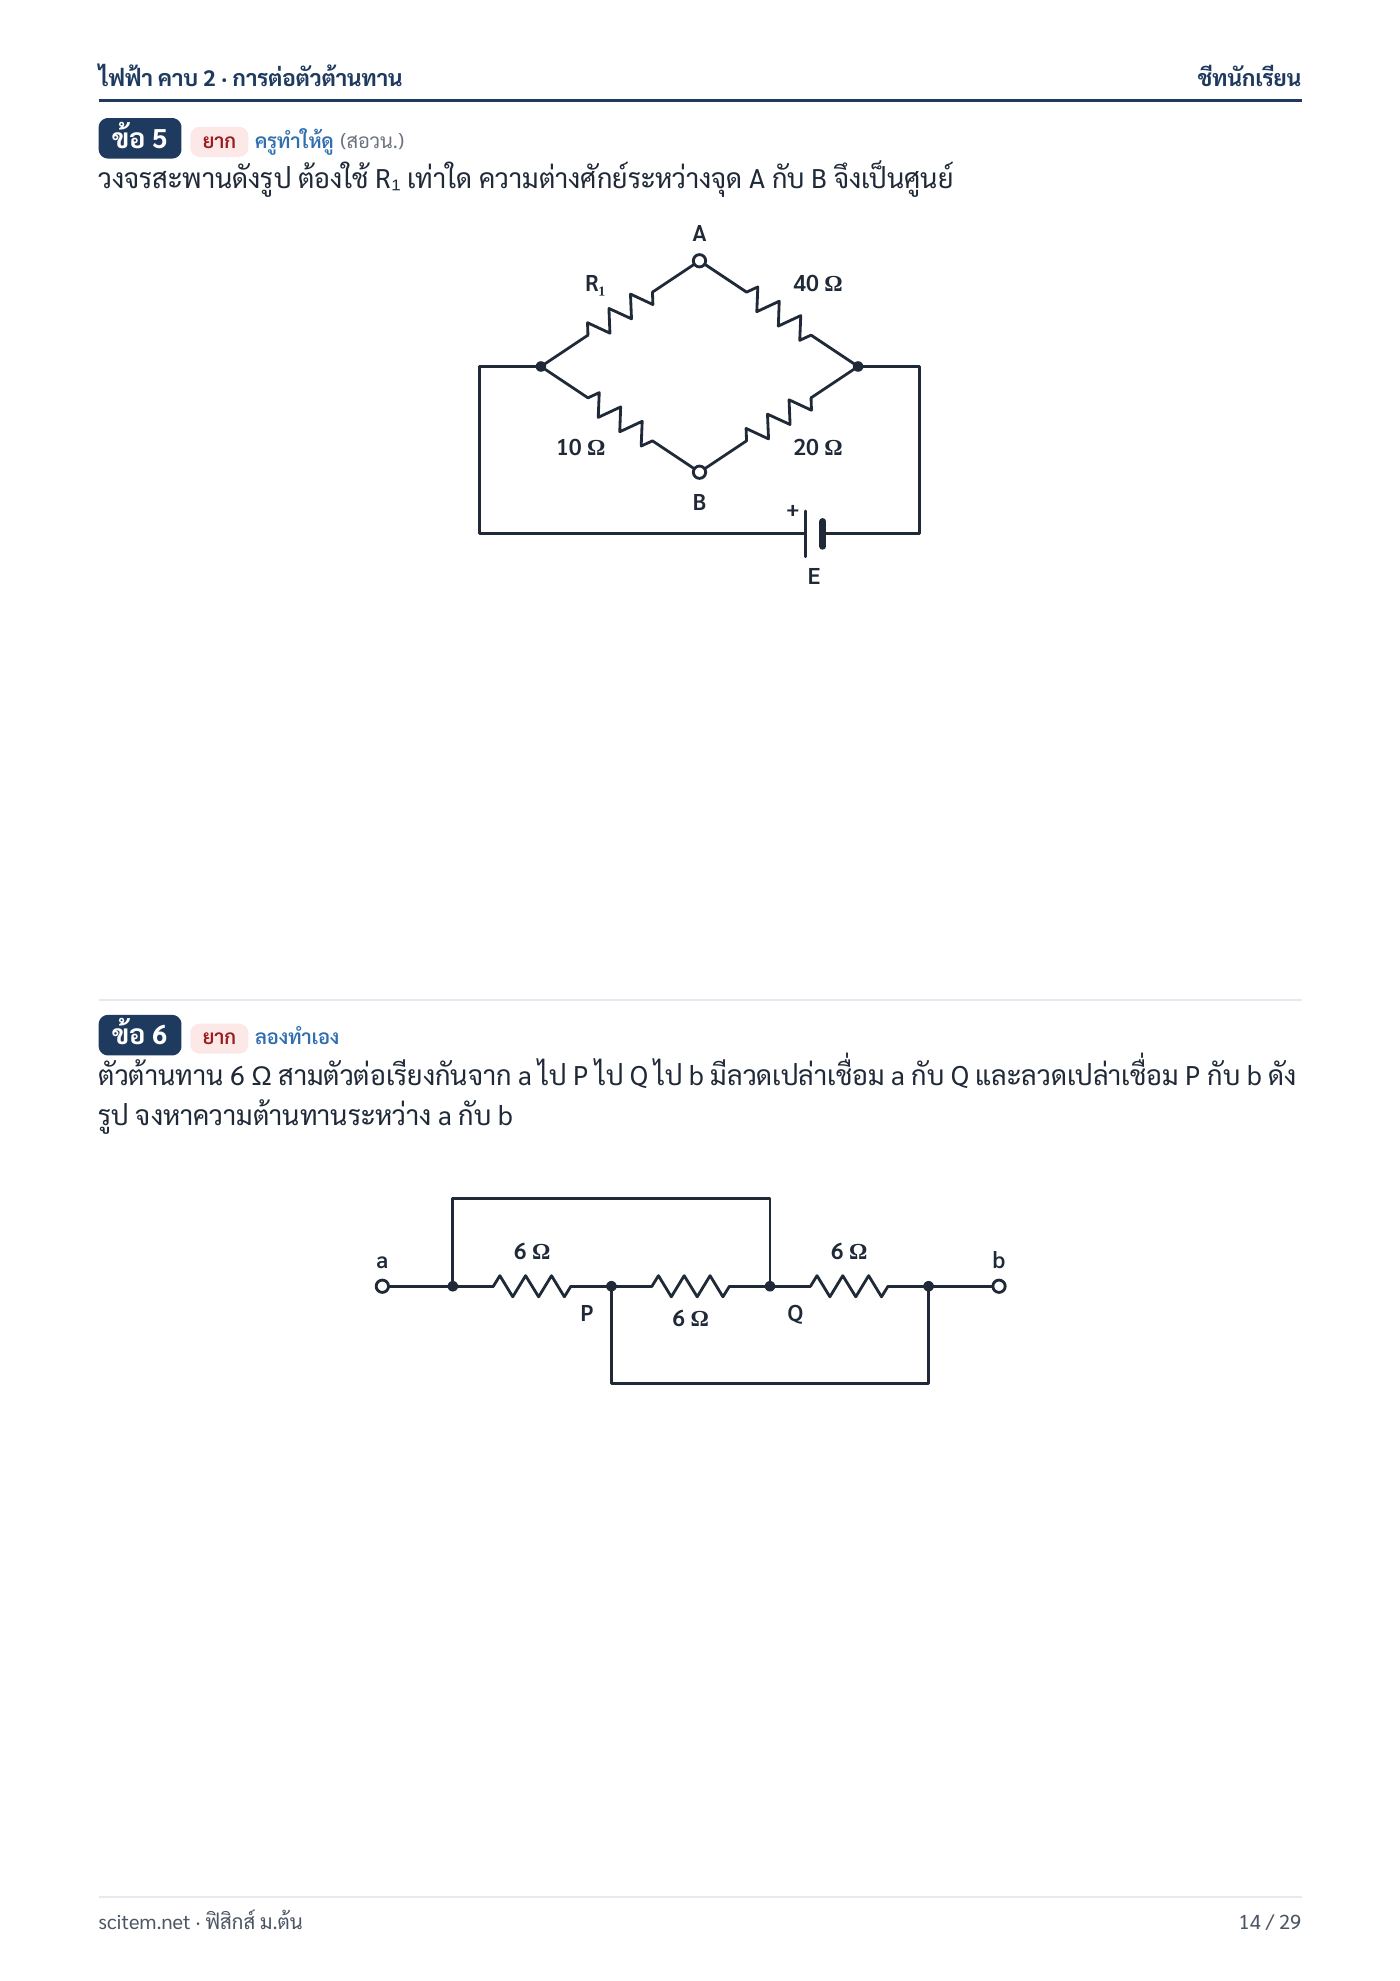 ไฟฟ้า คาบ 2 · การต่อตัวต้านทาน ชีทนักเรียน
ข้อ 5 ยาก ครูทำให้ดู (สอวน.)
วงจรสะพานดังรูป ต้องใช้ R₁ เท่าใด ความต่างศักย์ระหว่างจุด A กับ B จึงเป็นศูนย์
A
R₁ 40 Ω
10 Ω 20 Ω
B
+
E
ข้อ 6 ยาก ลองทำเอง
ตัวต้านทาน 6 Ω สามตัวต่อเรียงกันจาก a ไป P ไป Q ไป b มีลวดเปล่าเชื่อม a กับ Q และลวดเปล่าเชื่อม P กับ b ดัง
รูป จงหาความต้านทานระหว่าง a กับ b
6 Ω 6 Ω
a b
P 6 Ω Q
scitem.net · ฟิสิกส์ ม.ต้น 14 / 29